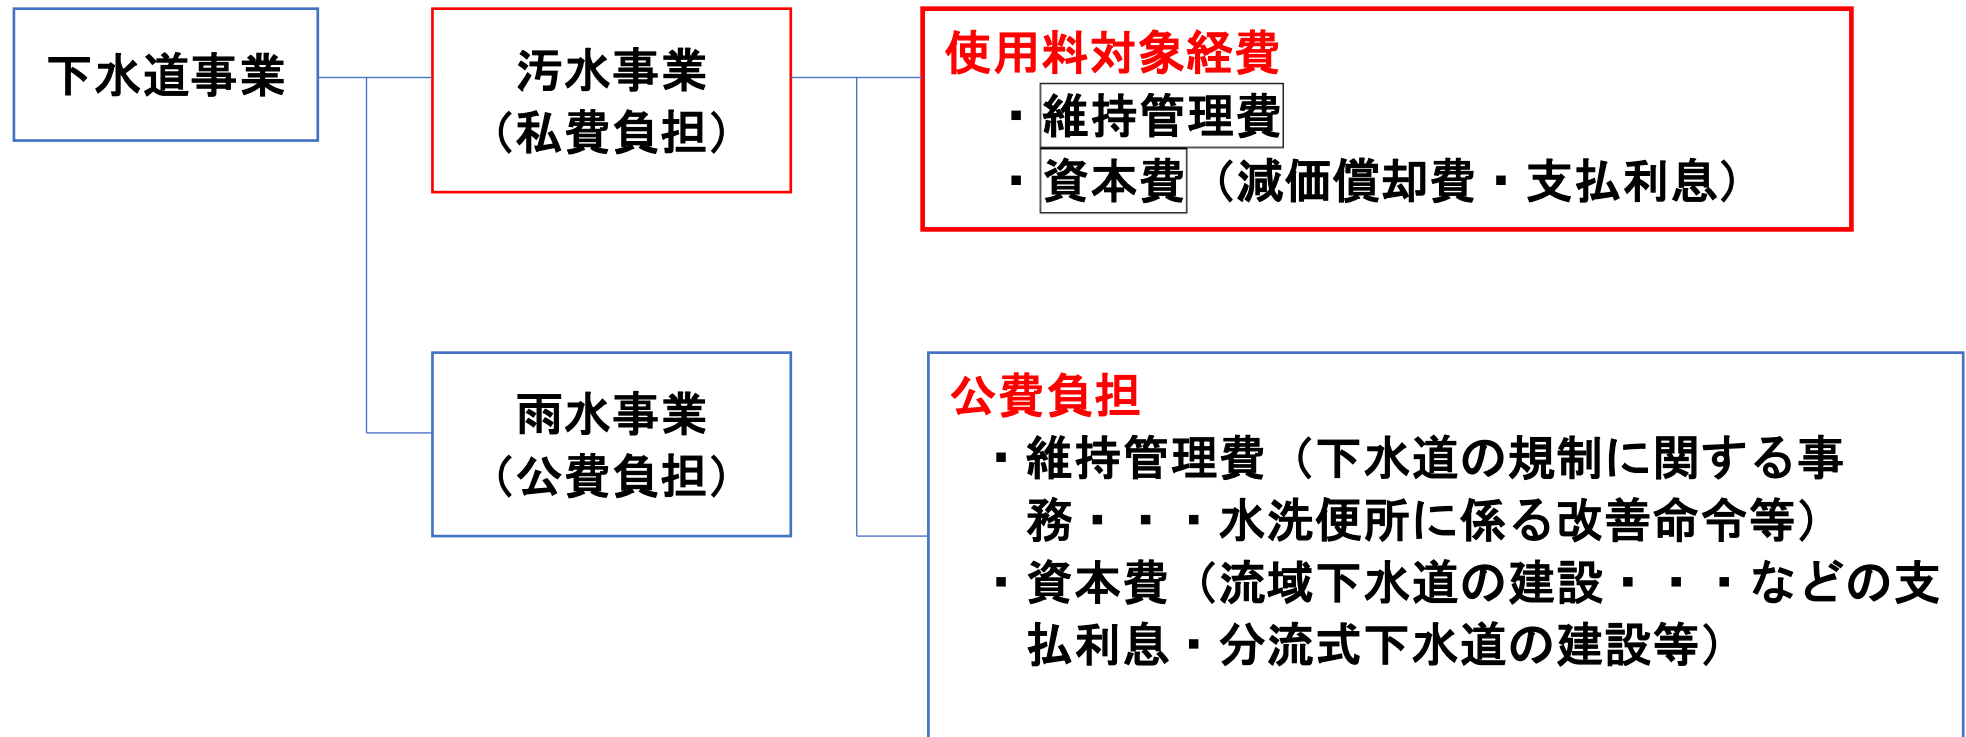 下水道事業
汚水事業
（私費負担）
使用料対象経費
・維持管理費
・資本費（減価償却費・支払利息）
雨水事業
（公費負担）
公費負担
・維持管理費（下水道の規制に関する事
務・・・水洗便所に係る改善命令等）
・資本費（流域下水道の建設・・・などの支
払利息・分流式下水道の建設等）